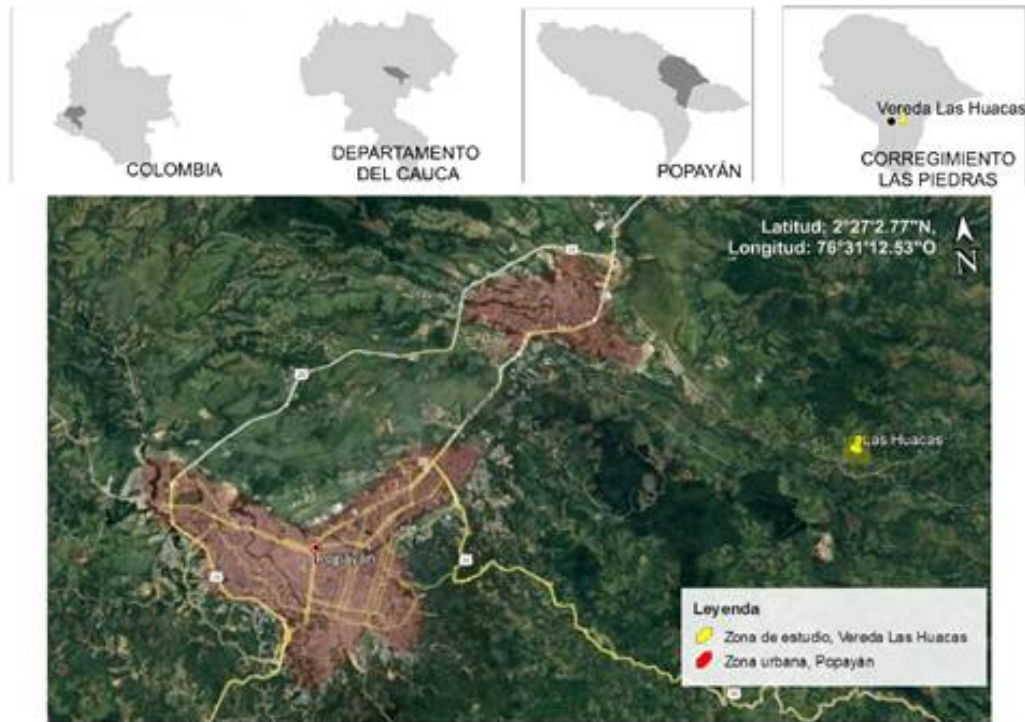 COLOMBIA
DEPARTAMENTO
DEL CAUCA
POPAYÁN
Vereda Las Huacas
CORREGIMIENTO
LAS PIEDRAS
Latitud: 2°27'2.77"N,
Longitud: 76°31'12.53"O
N
Las Huacas
Popayán
Leyenda
Zona de estudio, Vereda Las Huacas
Zona urbana, Popayán